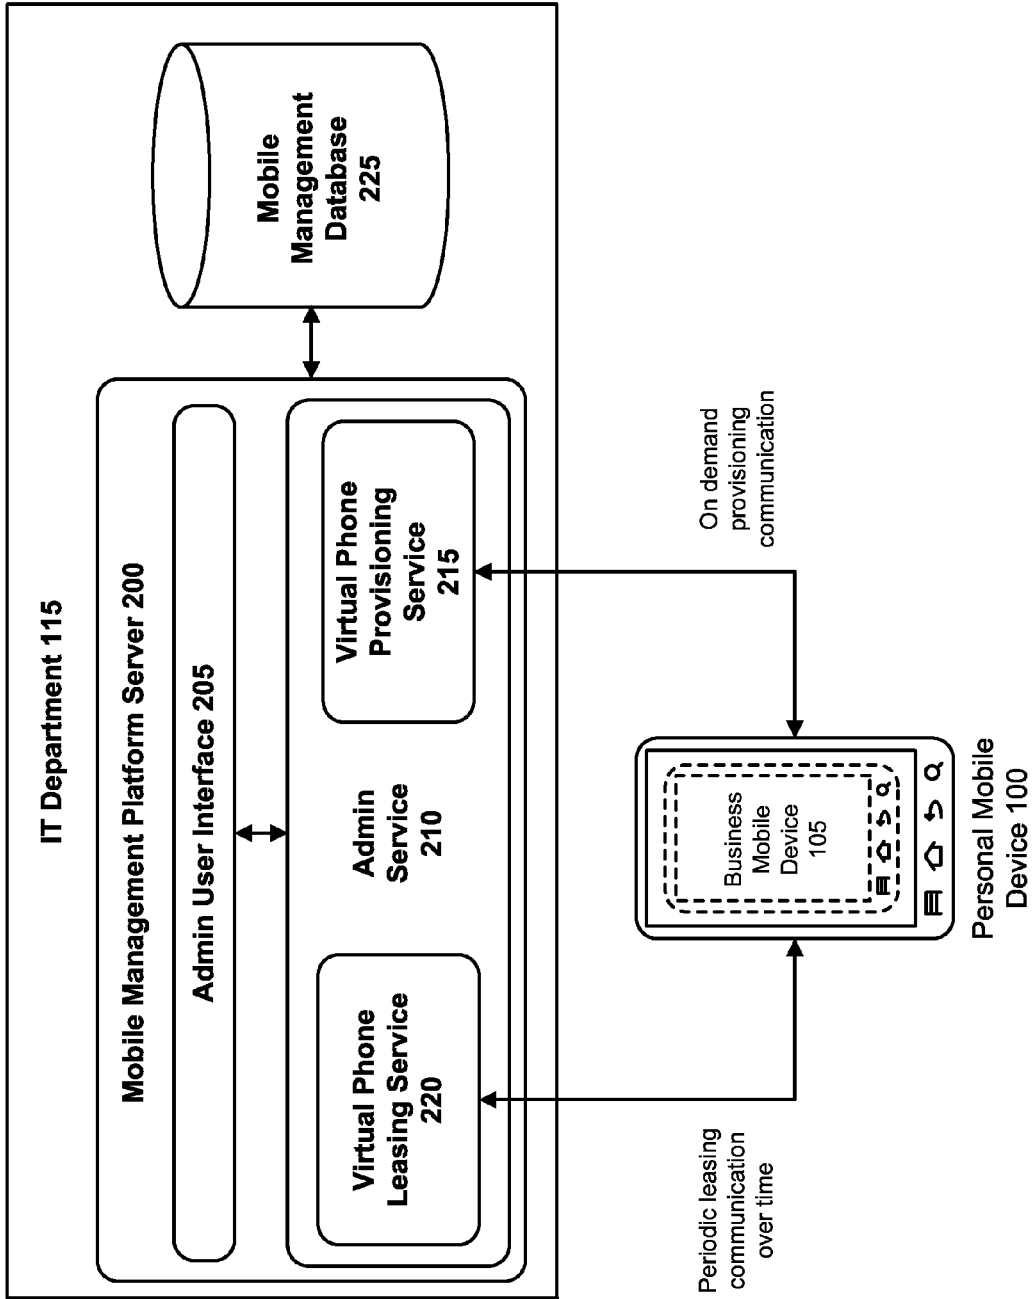 IT Department 115
Mobile Management Platform Server 200
Admin User Interface 205
Virtual Phone
Leasing Service
220
Admin
Service
210
Virtual Phone
Provisioning
Service
215
Mobile
Management
Database
225
Periodic leasing
communication
over time
Business
Mobile
Device
105
On demand
provisioning
communication
Personal Mobile
Device 100